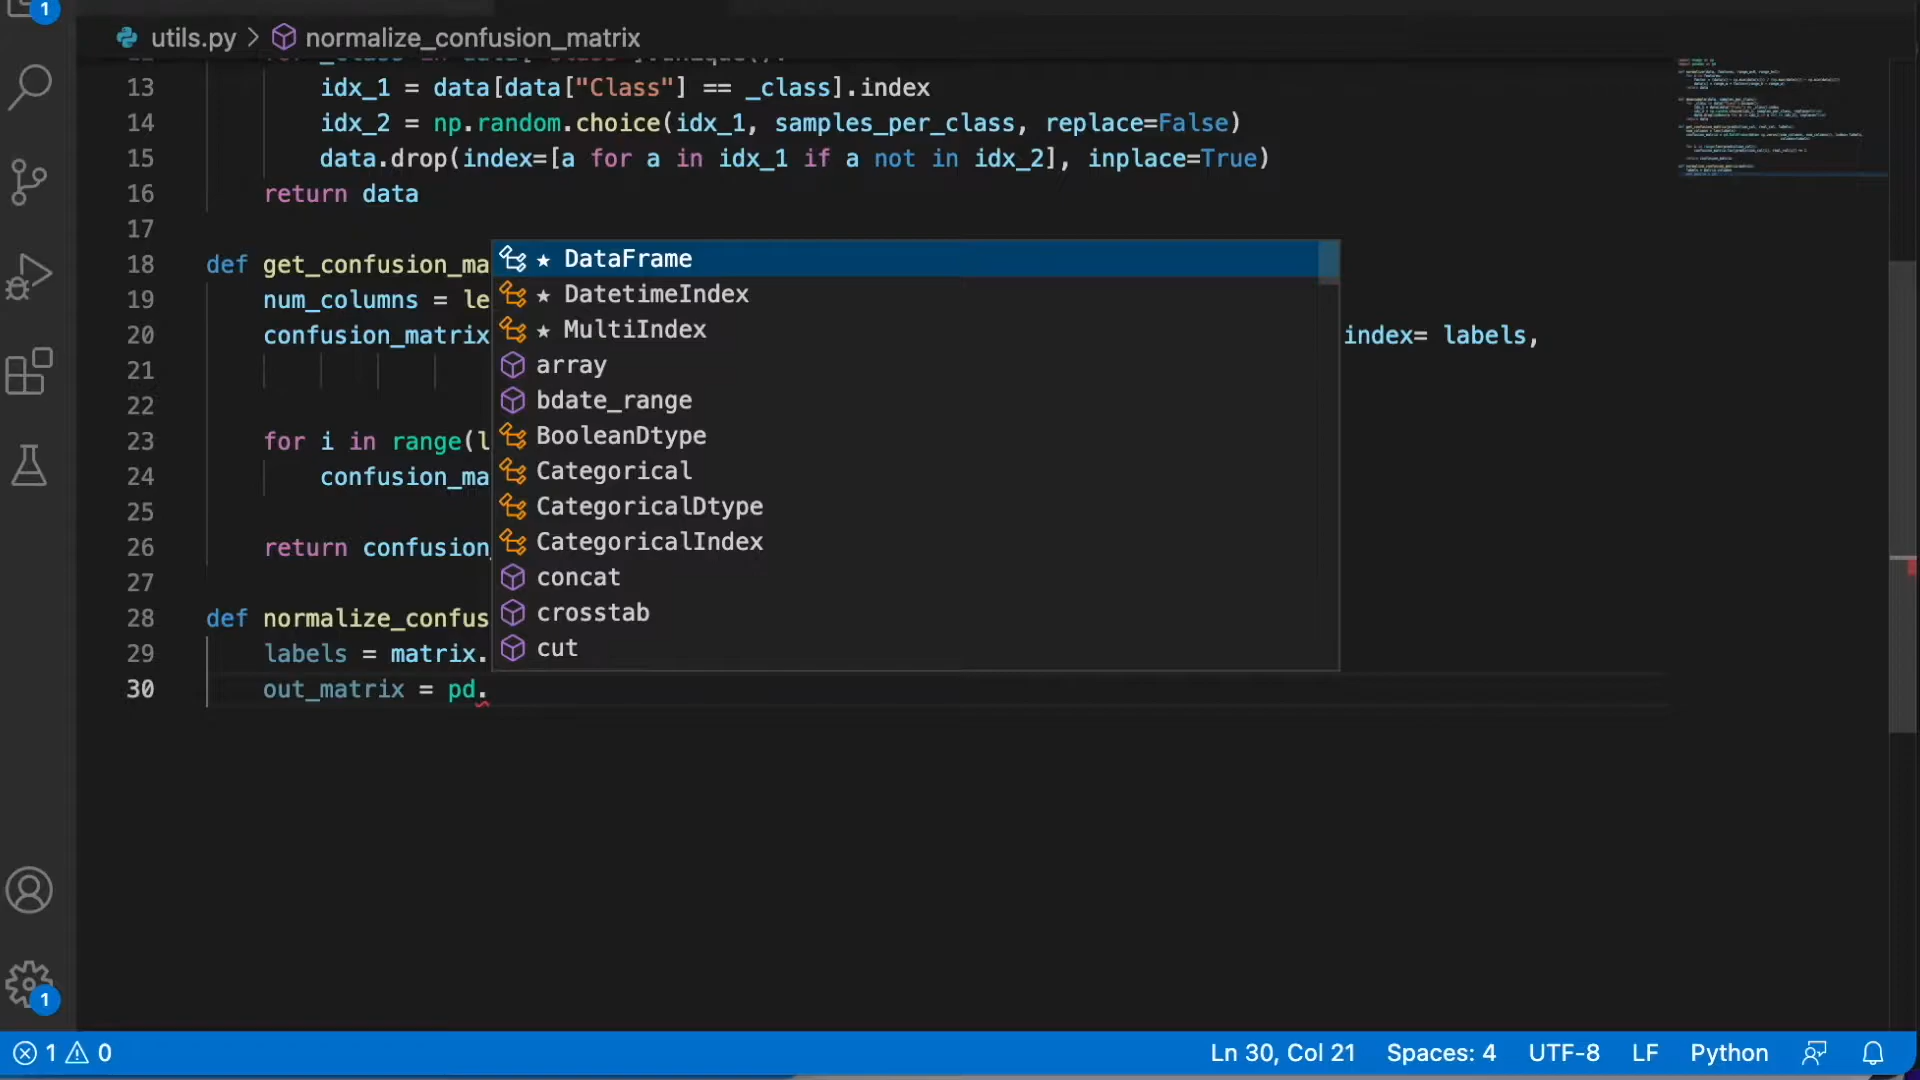 1
utils.py > normalize_confusion_matrix
13 idx_1 = data[data["Class"] == _class].index
14 idx_2 = np.random.choice(idx_1, samples_per_class, replace=False)
15 data.drop(index=[a for a in idx_1 if a not in idx_2], inplace=True)
16 return data
17
18 def get_confusion_ma
19 num_columns = le
20 confusion_matrix index= labels,
21
22
23 for i in range(l
24 confusion_ma
25
26 return confusion_
27
28 def normalize_confus
29 labels = matrix.
30 out_matrix = pd.
★ DataFrame
★ DatetimeIndex
★ MultiIndex
array
bdate_range
BooleanDtype
Categorical
CategoricalDtype
CategoricalIndex
concat
crosstab
cut
1
1 0 Ln 30, Col 21 Spaces: 4 UTF-8 LF Python